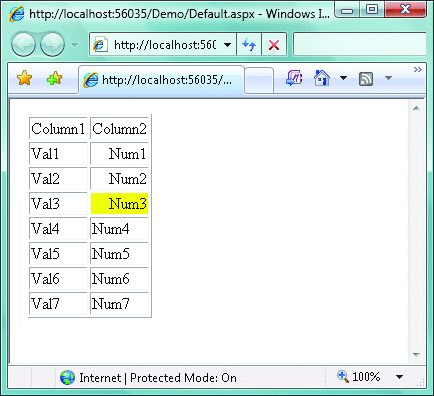 http://localhost:56035/Demo/Default.aspx - Windows I...
http://localhost:560
http://localhost:56035/...
Column1 Column2
Val1 Num1
Val2 Num2
Val3 Num3
Val4 Num4
Val5 Num5
Val6 Num6
Val7 Num7
Internet | Protected Mode: On 100%